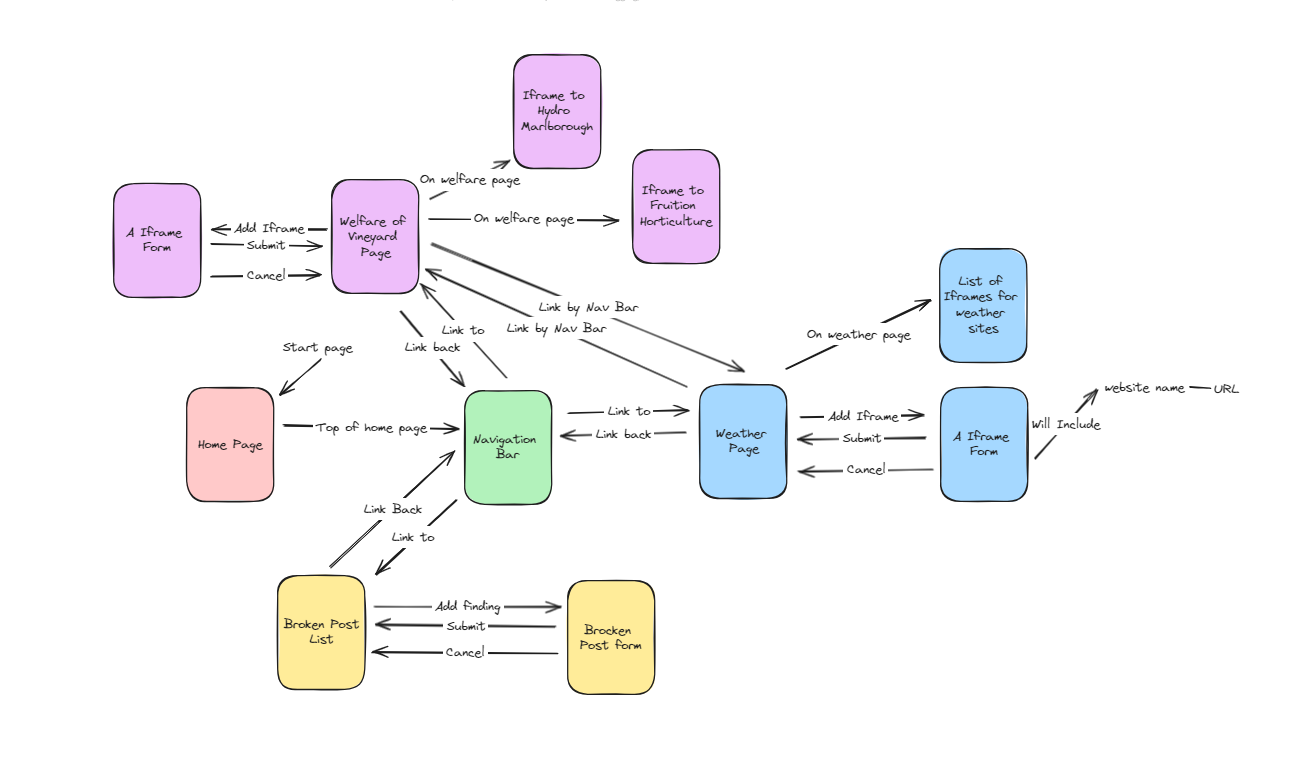 Iframe to
Hydro
Marlborough
On welfare page
Iframe to
Fruition
Horticulture
A Iframe
Form
Add Iframe
Submit
Cancel
Welfare of
Vineyard
Page
On welfare page
Link by Nav Bar
Link by Nav Bar
List of
Iframes for
weather
sites
On weather page
Link to
Link back
Start page
Home Page
Top of home page
Navigation
Bar
Link to
Link back
Weather
Page
Add Iframe
Submit
Cancel
A Iframe
Form
Will Include
website name
URL
Link Back
Link to
Broken Post
List
Add finding
Submit
Cancel
Brocken
Post form